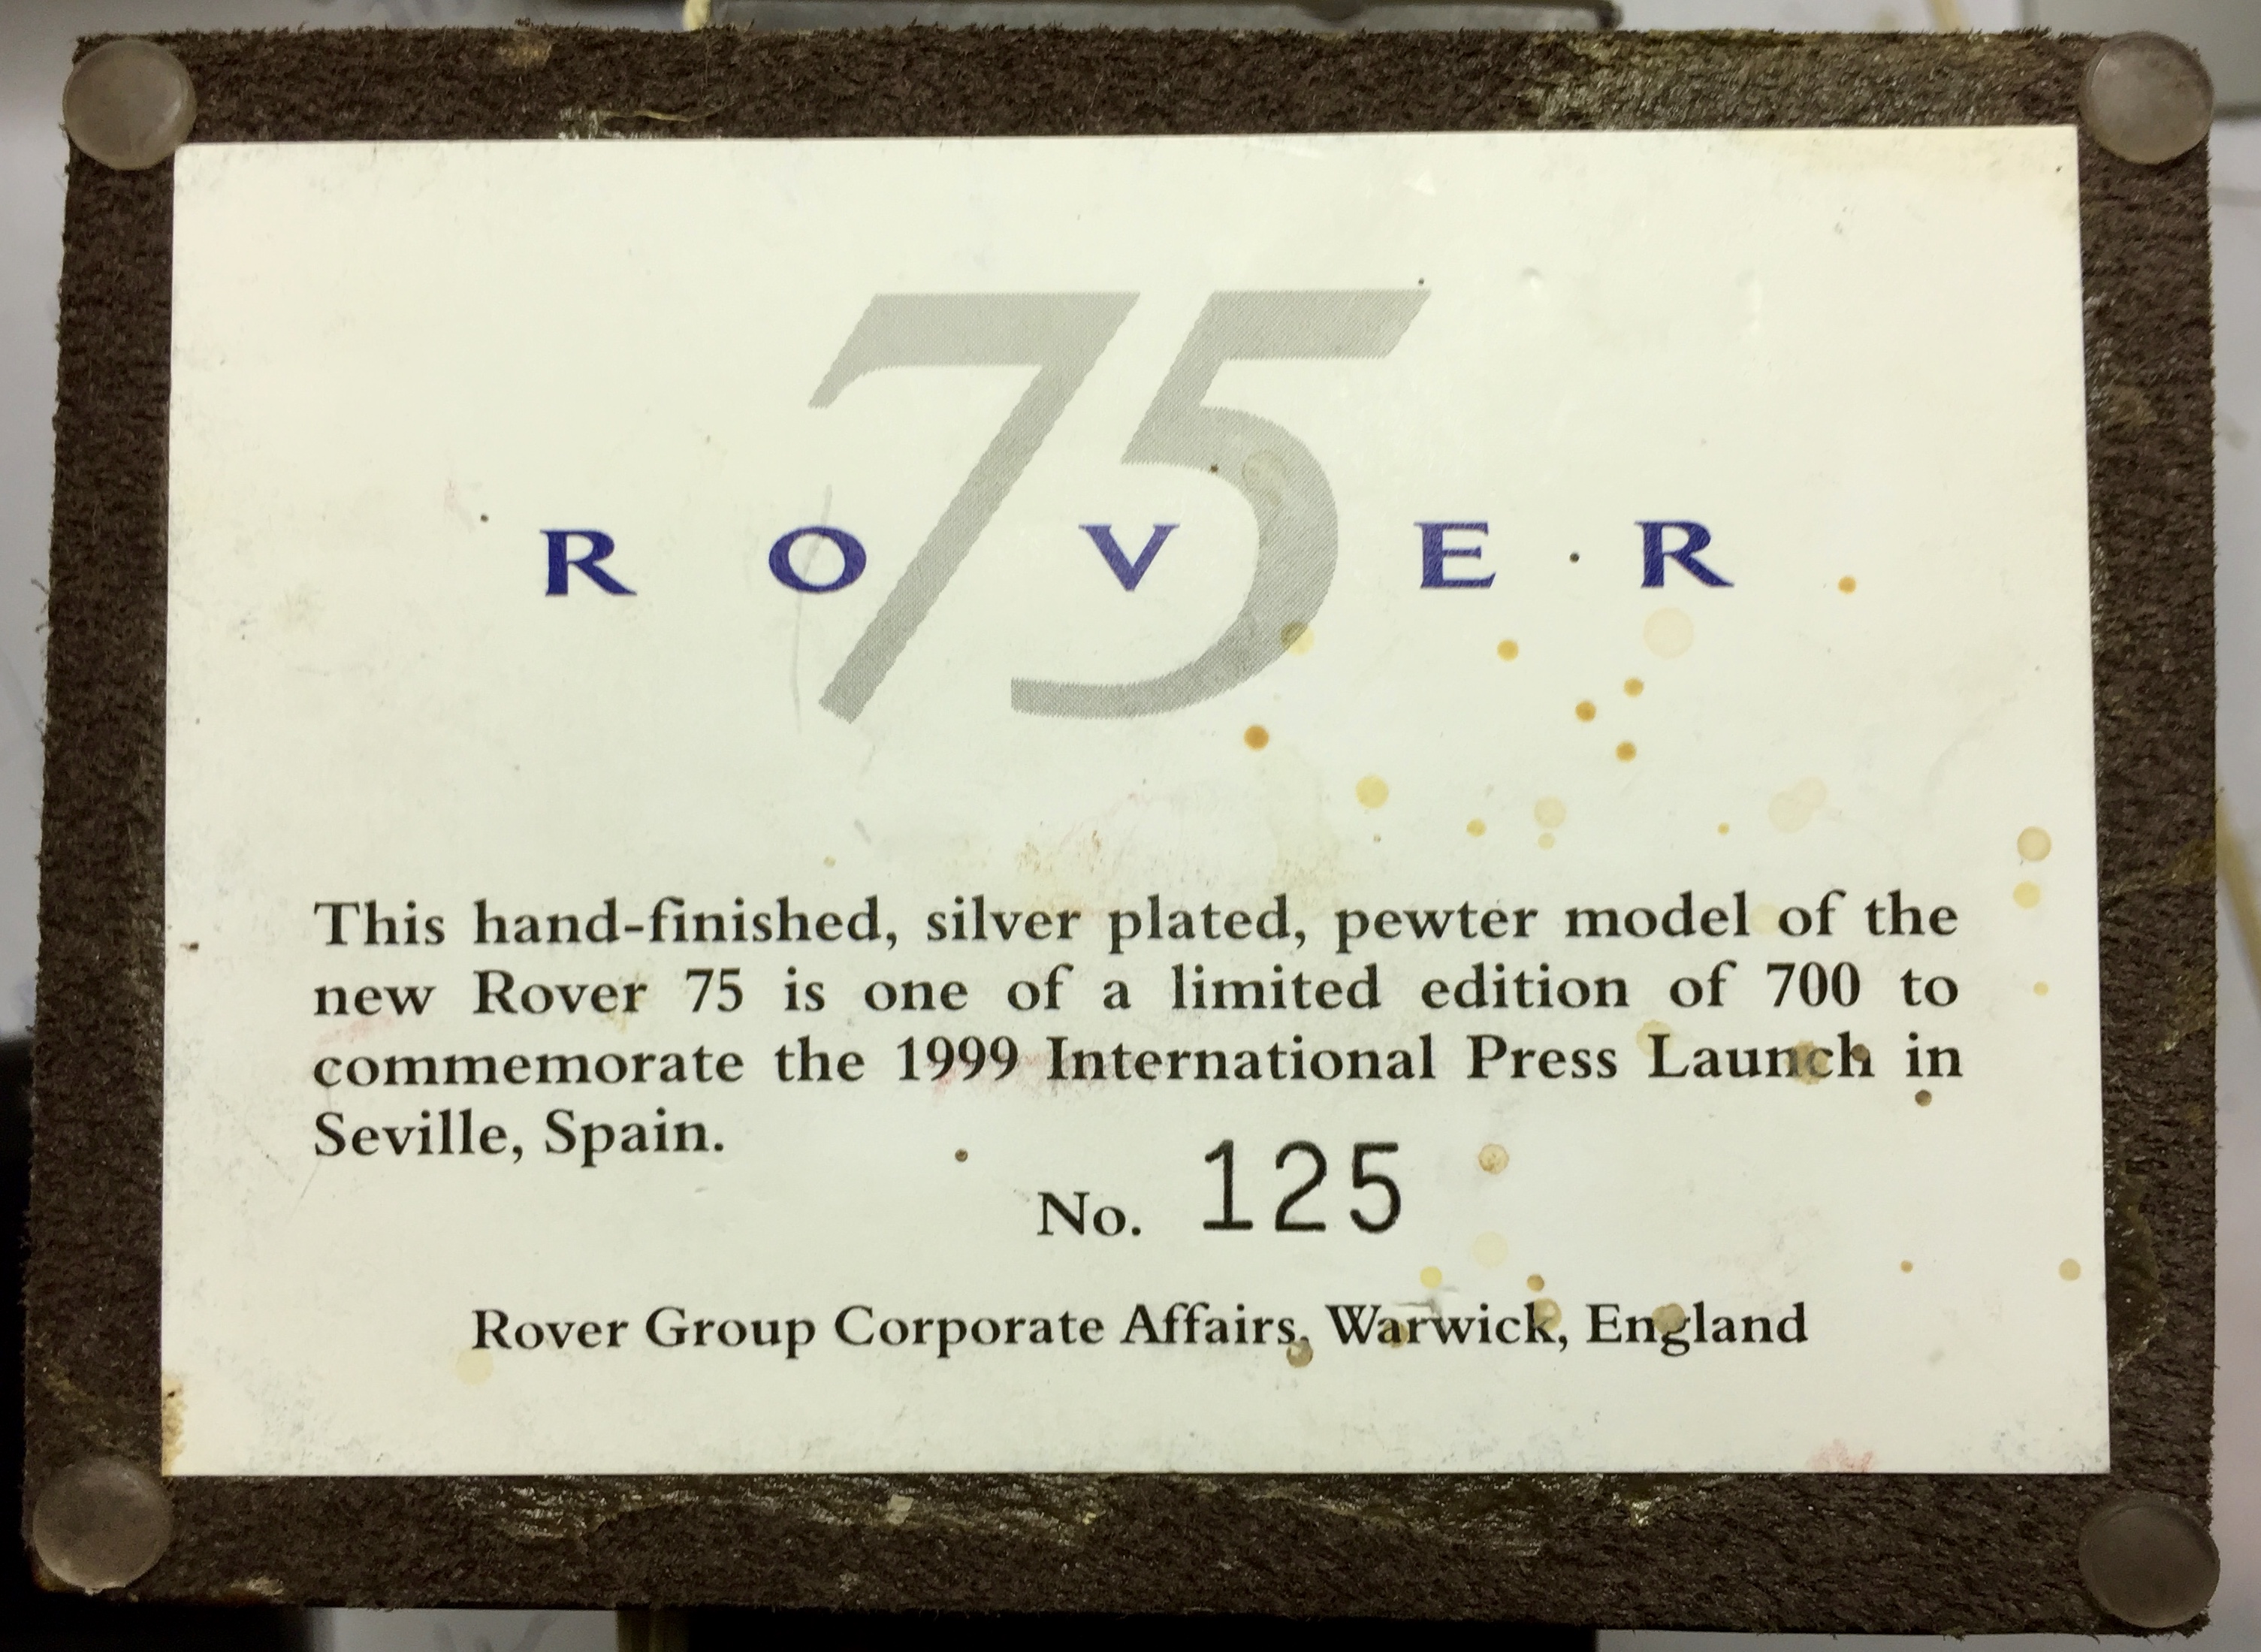 75
ROVER
This hand-finished, silver plated, pewter model of the
new Rover 75 is one of a limited edition of 700 to
commemorate the 1999 International Press Launch in
Seville, Spain.
No. 125
Rover Group Corporate Affairs, Warwick, England